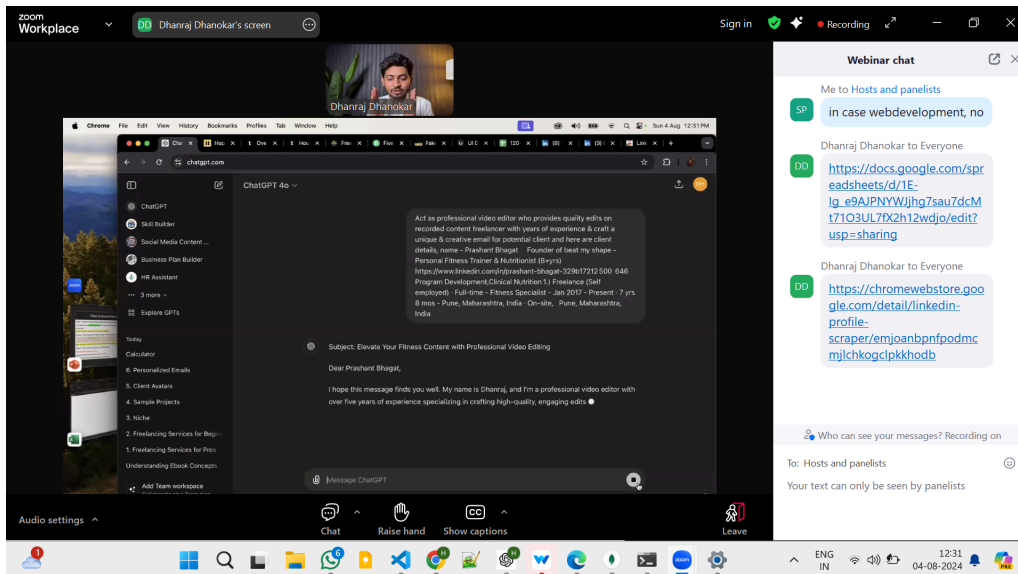 zoom
Workplace
DD Dhanraj Dhanokar's screen
Sign in
Recording
Dhanraj Dhanokar
Chrome File Edit View History Bookmarks Profiles Tab Window Help
Sun 4 Aug 12:31 PM
chatgpt.com
ChatGPT
Skill Builder
Social Media Content ...
Business Plan Builder
HR Assistant
3 more
Explore GPTs
Today
Calculator
6. Personalized Emails
5. Client Avatars
4. Sample Projects
3. Niche
2. Freelancing Services for Begin
1. Freelancing Services for Pros
Understanding Ebook Concepts
Add Team workspace
ChatGPT 4o
Act as professional video editor who provides quality edits on
recorded content freelancer with years of experience & craft a
unique & creative email for potential client and here are client
details, name - Prashant Bhagat Founder of beat my shape -
Personal Fitness Trainer & Nutritionist (8+yrs)
https://www.linkedin.com/in/prashant-bhagat-329b17212 500 646
Program Development,Clinical Nutrition 1.) Freelance (Self
employed) · Full-time - Fitness Specialist - Jan 2017 - Present · 7 yrs
8 mos - Pune, Maharashtra, India · On-site, Pune, Maharashtra,
India
Subject: Elevate Your Fitness Content with Professional Video Editing
Dear Prashant Bhagat,
I hope this message finds you well. My name is Dhanraj, and I'm a professional video editor with
over five years of experience specializing in crafting high-quality, engaging edits
Message ChatGPT
Webinar chat
Me to Hosts and panelists
SP
in case webdevelopment, no
Dhanraj Dhanokar to Everyone
DD
https://docs.google.com/spr
eadsheets/d/1E-
Ig_e9AJPNYWJjhg7sau7dcM
t71O3UL7fX2h12wdjo/edit?
usp=sharing
Dhanraj Dhanokar to Everyone
DD
https://chromewebstore.goo
gle.com/detail/linkedin-
profile-
scraper/emjoanbpnfpodmc
mjlchkogclpkkhodb
Who can see your messages? Recording on
To: Hosts and panelists
Your text can only be seen by panelists
Audio settings
Chat
Raise hand
CC
Show captions
Leave
ENG
IN
12:31
04-08-2024